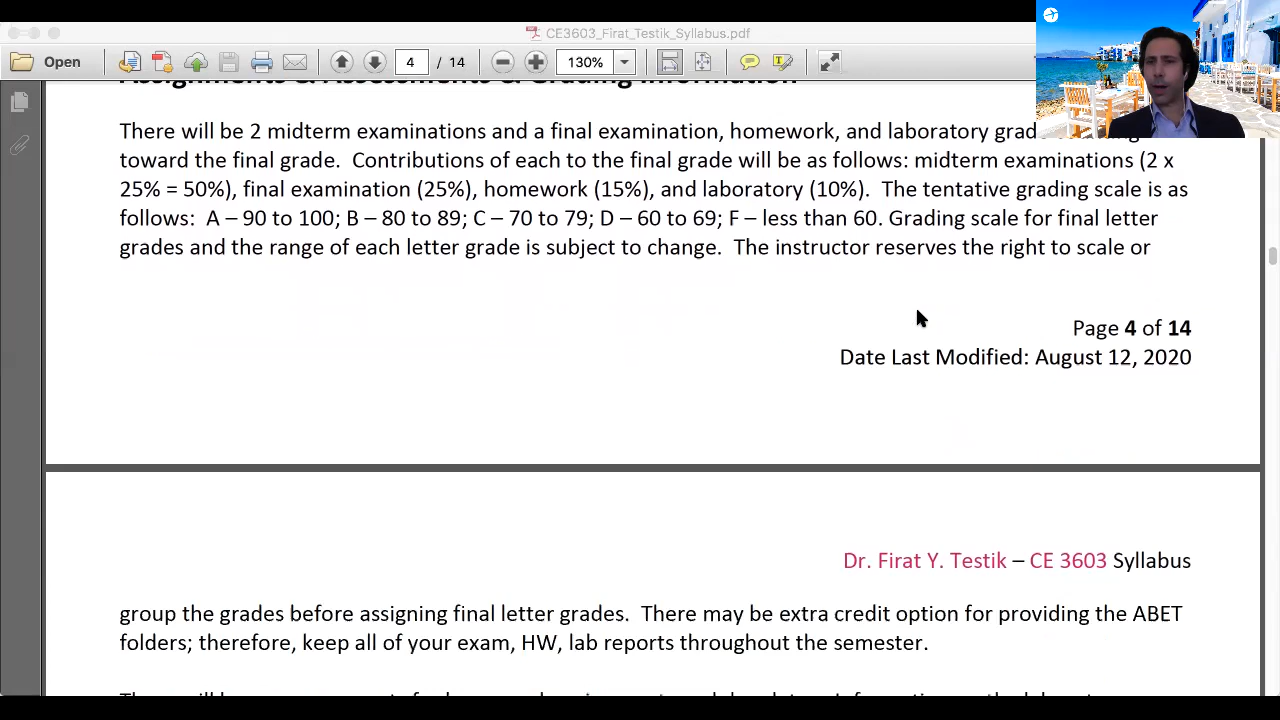 CE3603_Firat_Testik_Syllabus.pdf
Open
4 / 14
130%
There will be 2 midterm examinations and a final examination, homework, and laboratory
toward the final grade.  Contributions of each to the final grade will be as follows: midterm examinations (2 x
25% = 50%), final examination (25%), homework (15%), and laboratory (10%).  The tentative grading scale is as
follows:  A – 90 to 100; B – 80 to 89; C – 70 to 79; D – 60 to 69; F – less than 60. Grading scale for final letter
grades and the range of each letter grade is subject to change.  The instructor reserves the right to scale or
Page 4 of 14
Date Last Modified: August 12, 2020
Dr. Firat Y. Testik – CE 3603 Syllabus
group the grades before assigning final letter grades.  There may be extra credit option for providing the ABET
folders; therefore, keep all of your exam, HW, lab reports throughout the semester.